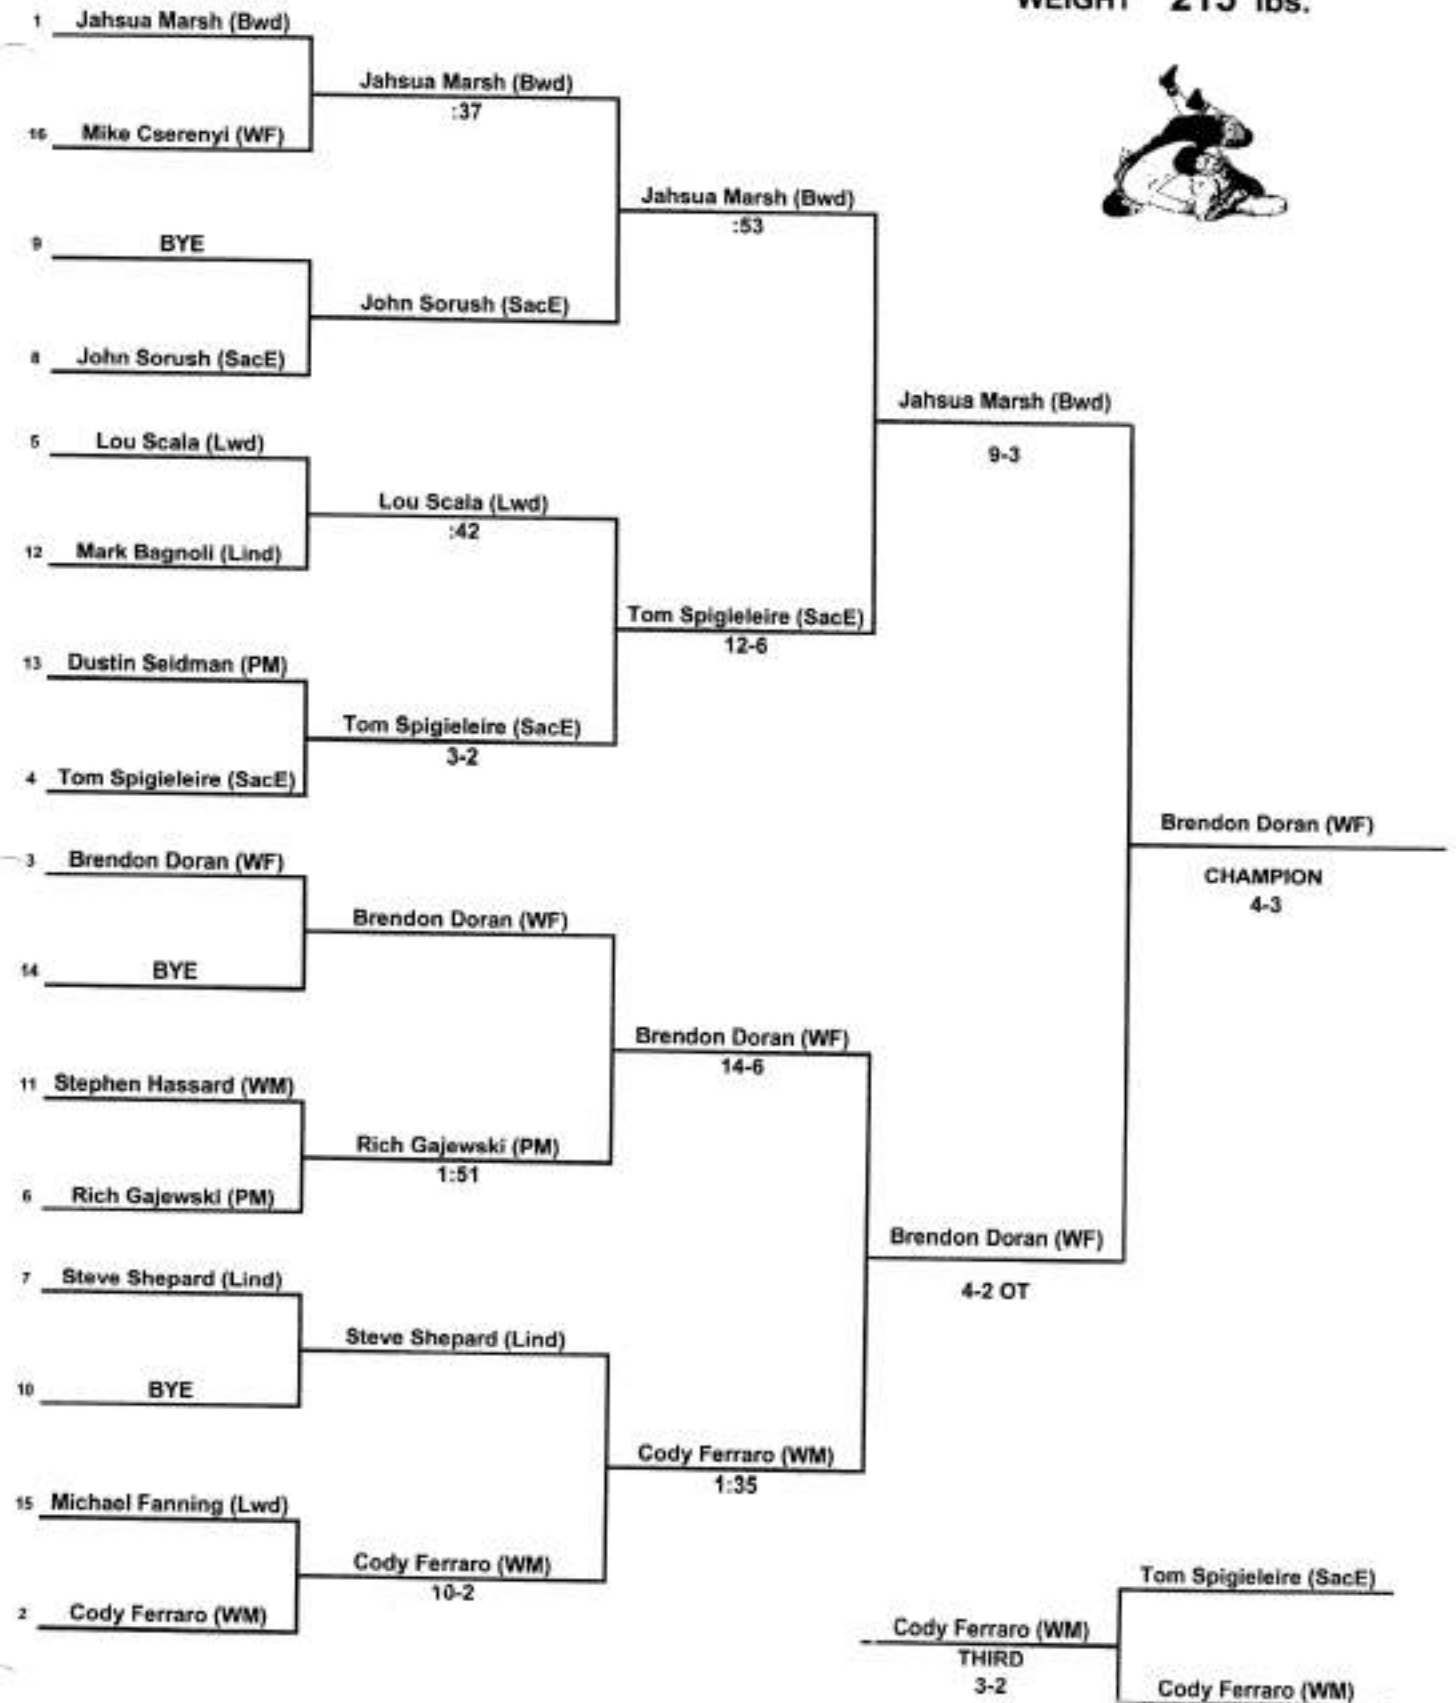 WEIGHT 215 lbs.
1 Jahsua Marsh (Bwd)
Jahsua Marsh (Bwd)
:37
16 Mike Cserenyi (WF)
Jahsua Marsh (Bwd)
:53
9 BYE
John Sorush (SacE)
8 John Sorush (SacE)
Jahsua Marsh (Bwd)
9-3
5 Lou Scala (Lwd)
Lou Scala (Lwd)
:42
12 Mark Bagnoli (Lind)
Tom Spigieleire (SacE)
12-6
13 Dustin Seidman (PM)
Tom Spigieleire (SacE)
3-2
4 Tom Spigieleire (SacE)
Brendon Doran (WF)
CHAMPION
4-3
3 Brendon Doran (WF)
Brendon Doran (WF)
14 BYE
Brendon Doran (WF)
14-6
11 Stephen Hassard (WM)
Rich Gajewski (PM)
1:51
6 Rich Gajewski (PM)
Brendon Doran (WF)
4-2 OT
7 Steve Shepard (Lind)
Steve Shepard (Lind)
10 BYE
Cody Ferraro (WM)
1:35
15 Michael Fanning (Lwd)
Cody Ferraro (WM)
10-2
2 Cody Ferraro (WM)
Tom Spigieleire (SacE)
Cody Ferraro (WM)
THIRD
3-2
Cody Ferraro (WM)